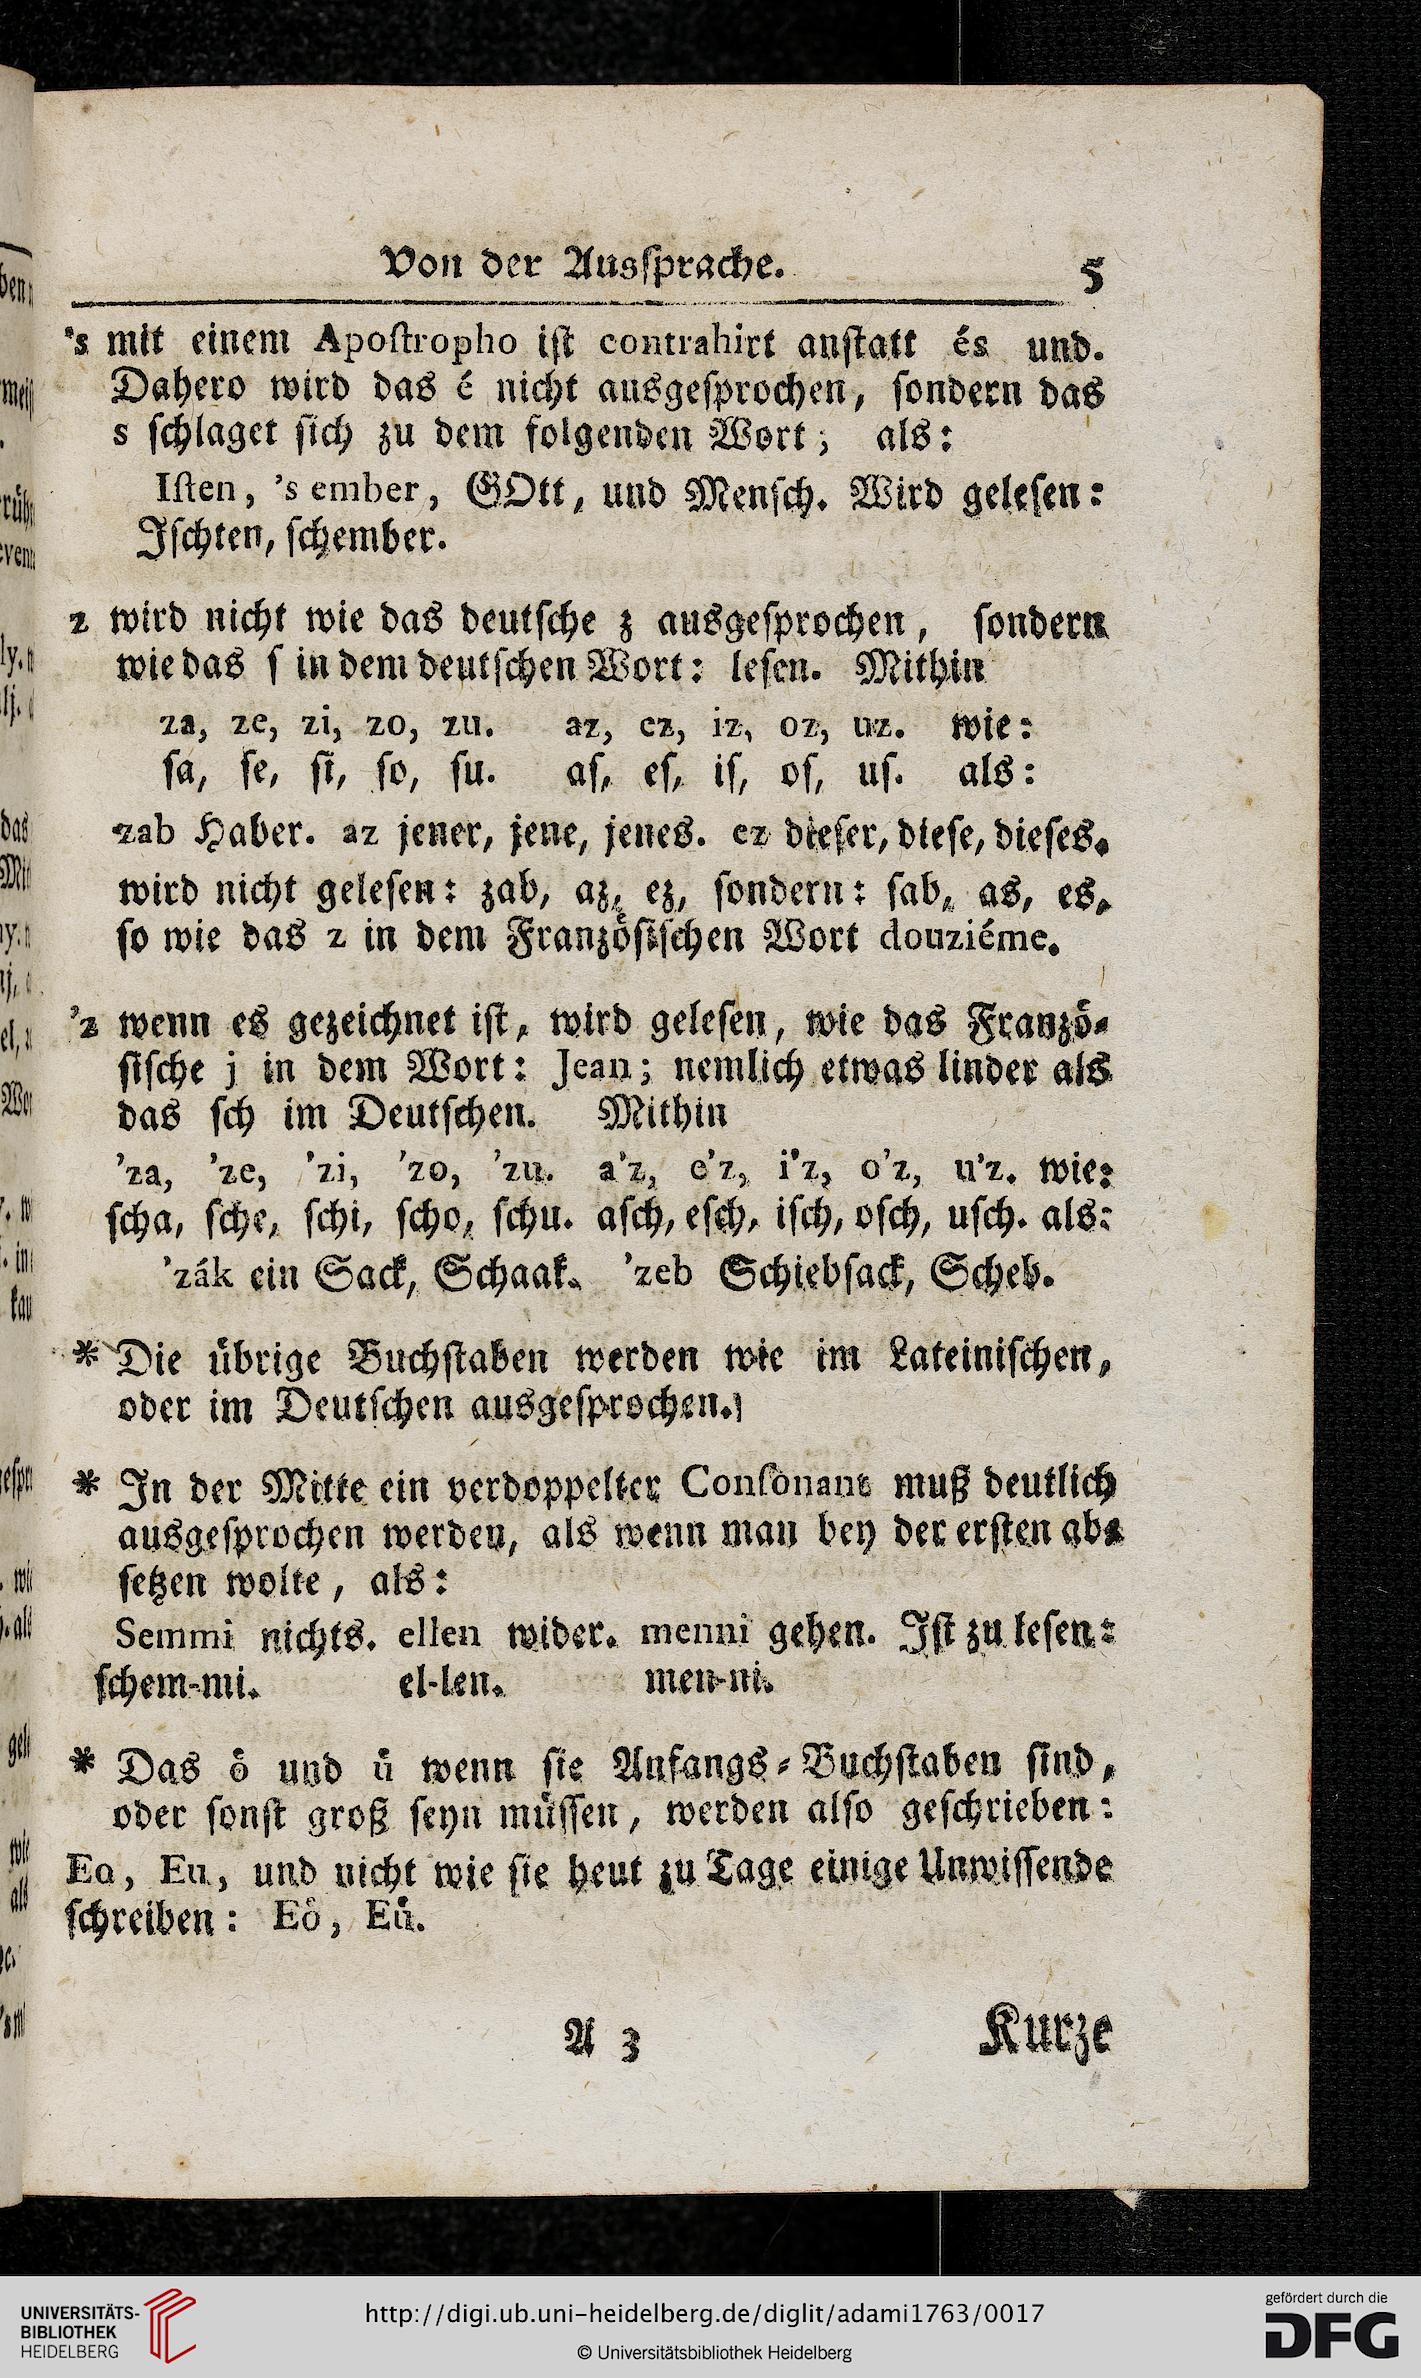 Von der Aussprache.
5
's mit einem Apoſtropho iſt contrahirt anſtatt és und.
Dahero wird das é nicht ausgeſprochen, ſondern das
s ſchlaget ſich zu dem folgenden Wort; als:
Iſten, 's ember, GOtt, und Menſch. Wird geleſen:
Iſchten, ſchember.
z wird nicht wie das deutſche z ausgeſprochen, ſondern
wie das ſ in dem deutſchen Wort: leſen. Mithin
za, ze, zi, zo, zu. az, ez, iz, oz, uz. wie:
ſa, ſe, ſi, ſo, ſu. aſ, eſ, iſ, oſ, uſ. als:
zab Haber. az jener, jene, jenes. ez dieſer, dieſe, dieſes.
wird nicht geleſen: zab, az, ez, ſondern: ſab, as, es,
ſo wie das z in dem Franzöſiſchen Wort douziéme.
'z wenn es gezeichnet iſt, wird geleſen, wie das Franzö-
ſiſche j in dem Wort: Jean; nemlich etwas linder als
das ſch im Deutſchen. Mithin
'za, 'ze, 'zi, 'zo, 'zu. a'z, e'z, i'z, o'z, u'z. wie:
ſcha, ſche, ſchi, ſcho, ſchu. aſch, eſch, iſch, oſch, uſch. als:
'zák ein Sack, Schaak. 'zeb Schiebſack, Scheb.
* Die übrige Buchſtaben werden wie im Lateiniſchen,
oder im Deutſchen ausgeſprochen.
* In der Mitte ein verdoppelter Conſonant muß deutlich
ausgeſprochen werden, als wenn man bey der erſten ab-
ſetzen wolte, als:
Semmi nichts. ellen wider. menni gehen. Iſt zu leſen:
ſchem-mi. el-len. men-ni.
* Das ö und ü wenn ſie Anfangs-Buchſtaben ſind,
oder ſonſt groß ſeyn müſſen, werden alſo geſchrieben:
Eo, Eu, und nicht wie ſie heut zu Tage einige Unwiſſende
ſchreiben: Eö, Eü.
A 3
Kurze
UNIVERSITÄTS-
BIBLIOTHEK
HEIDELBERG
http://digi.ub.uni-heidelberg.de/diglit/adami1763/0017
© Universitätsbibliothek Heidelberg
gefördert durch die
DFG